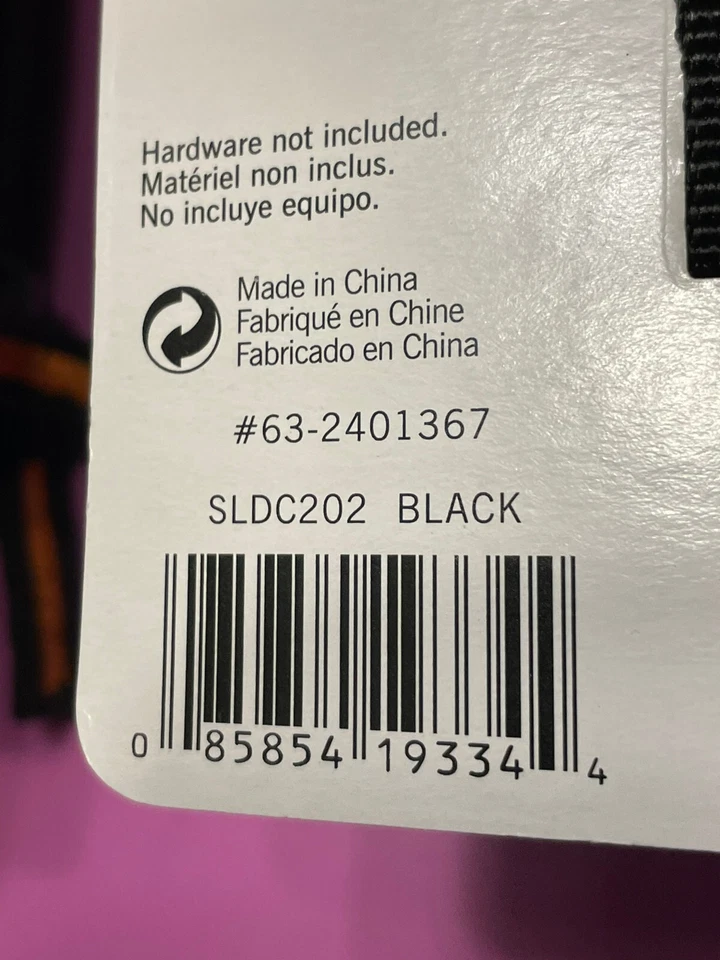 Hardware not included.
Matériel non inclus.
No incluye equipo.
Made in China
Fabriqué en Chine
Fabricado en China
#63-2401367
SLDC202 BLACK
0 85854 19334 4